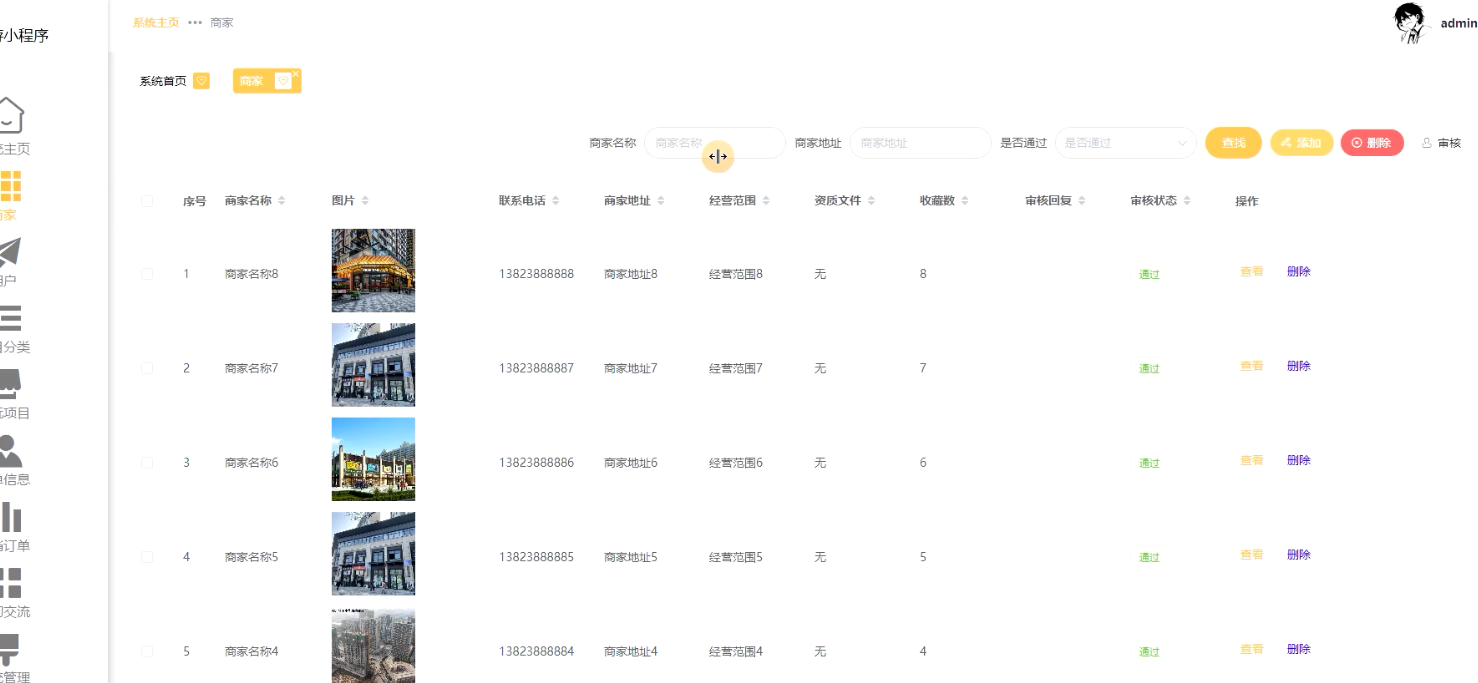 小程序
系统主页 ••• 商家
admin
系统首页 商家
商家名称 商家名称 商家地址 商家地址 是否通过 是否通过 查找 添加 删除 审核
主页
序号 商家名称 图片 联系电话 商家地址 经营范围 资质文件 收藏数 审核回复 审核状态 操作
家
1 商家名称8 13823888888 商家地址8 经营范围8 无 8 通过 查看 删除
户
分类
2 商家名称7 13823888887 商家地址7 经营范围7 无 7 通过 查看 删除
项目
3 商家名称6 13823888886 商家地址6 经营范围6 无 6 通过 查看 删除
信息
订单
4 商家名称5 13823888885 商家地址5 经营范围5 无 5 通过 查看 删除
交流
5 商家名称4 13823888884 商家地址4 经营范围4 无 4 通过 查看 删除
管理